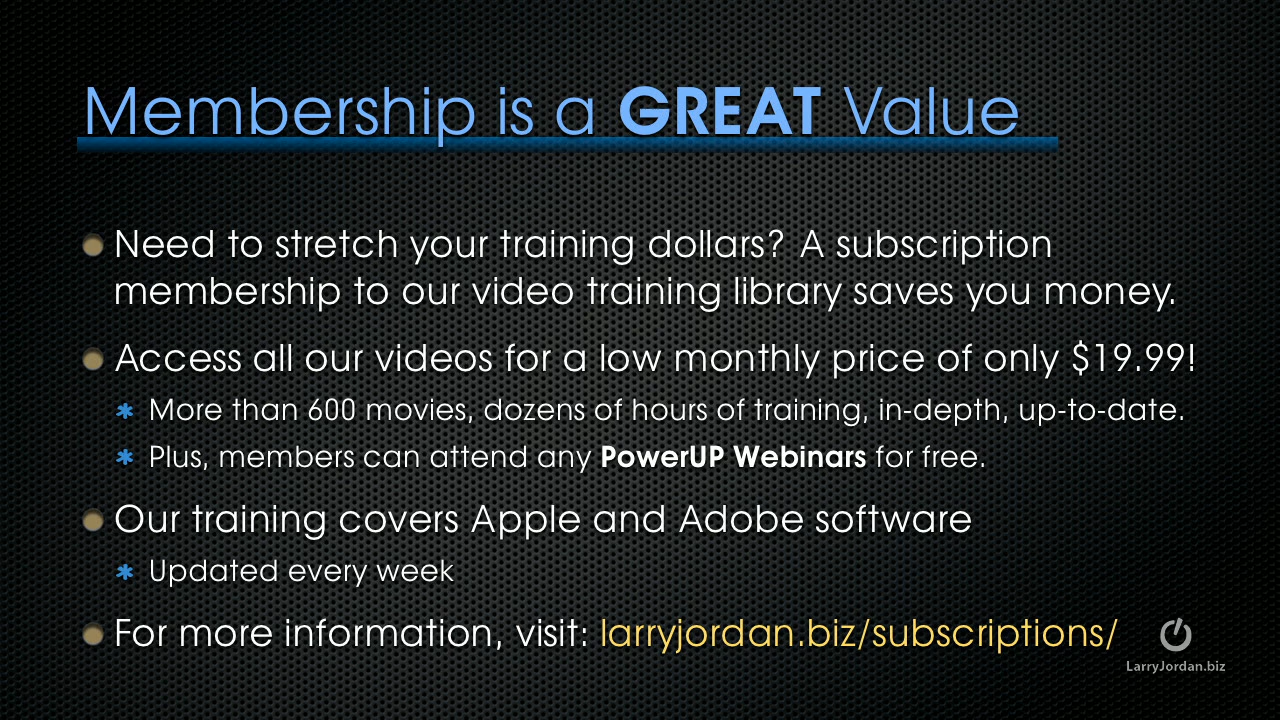 Membership is a GREAT Value
Need to stretch your training dollars? A subscription
membership to our video training library saves you money.
Access all our videos for a low monthly price of only $19.99!
More than 600 movies, dozens of hours of training, in-depth, up-to-date.
Plus, members can attend any PowerUP Webinars for free.
Our training covers Apple and Adobe software
Updated every week
For more information, visit: larryjordan.biz/subscriptions/
LarryJordan.biz